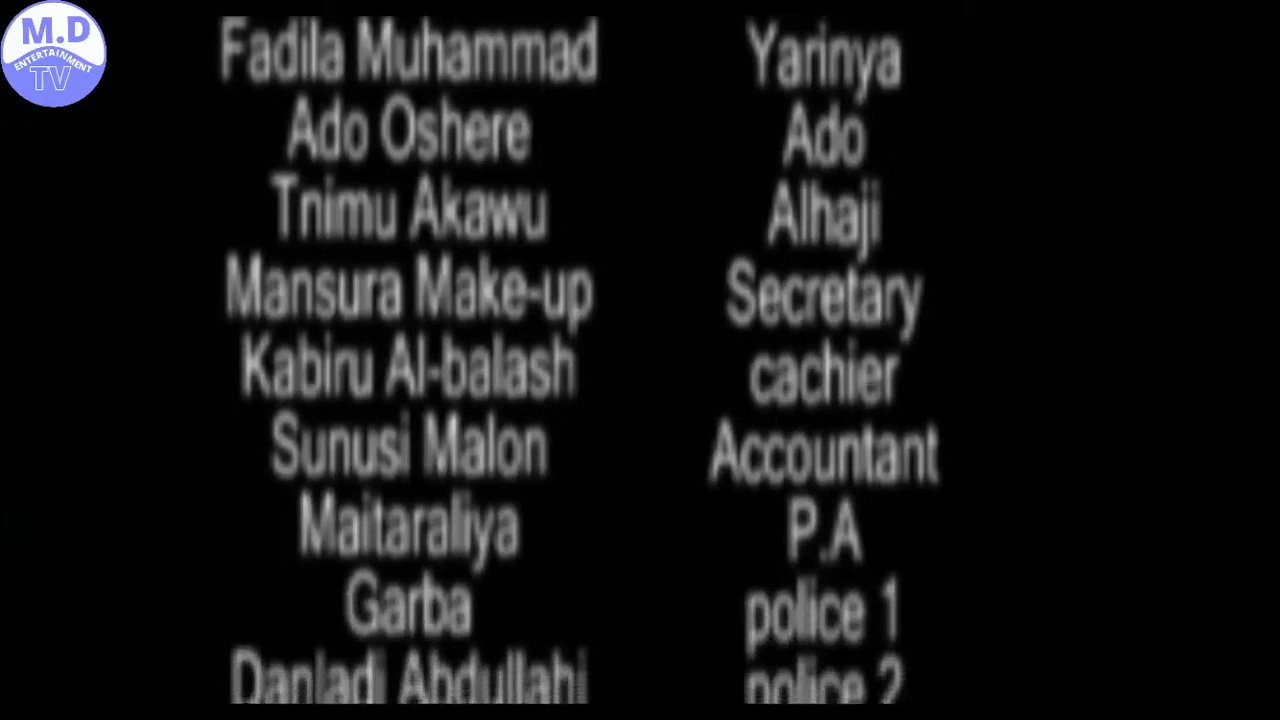 M.D
ENTERTAINMENT
TV
Fadila Muhammad Yarinya
Ado Oshere Ado
Tnimu Akawu Alhaji
Mansura Make-up Secretary
Kabiru Al-balash cachier
Sunusi Malon Accountant
Maitaraliya P.A
Garba police 1
Danladi Abdullahi police 2